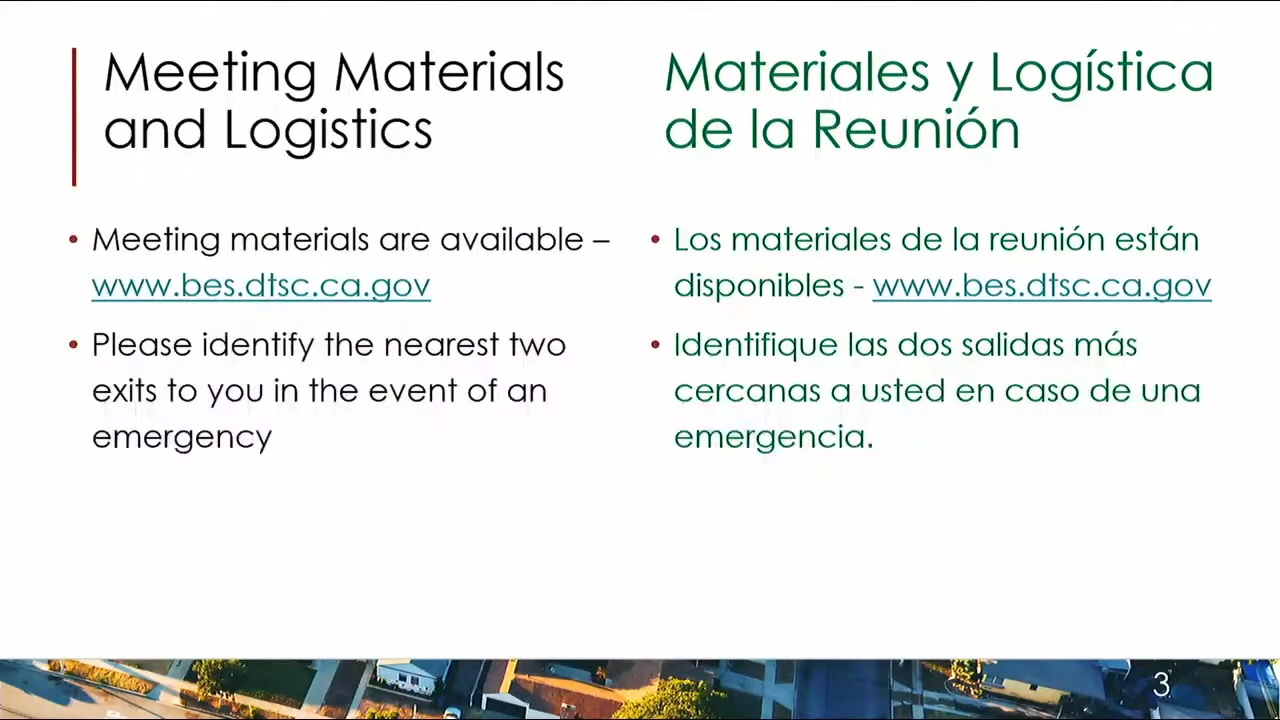 Meeting Materials
and Logistics
• Meeting materials are available –
www.bes.dtsc.ca.gov
• Please identify the nearest two
exits to you in the event of an
emergency
Materiales y Logística
de la Reunión
• Los materiales de la reunión están
disponibles - www.bes.dtsc.ca.gov
• Identifique las dos salidas más
cercanas a usted en caso de una
emergencia.
3